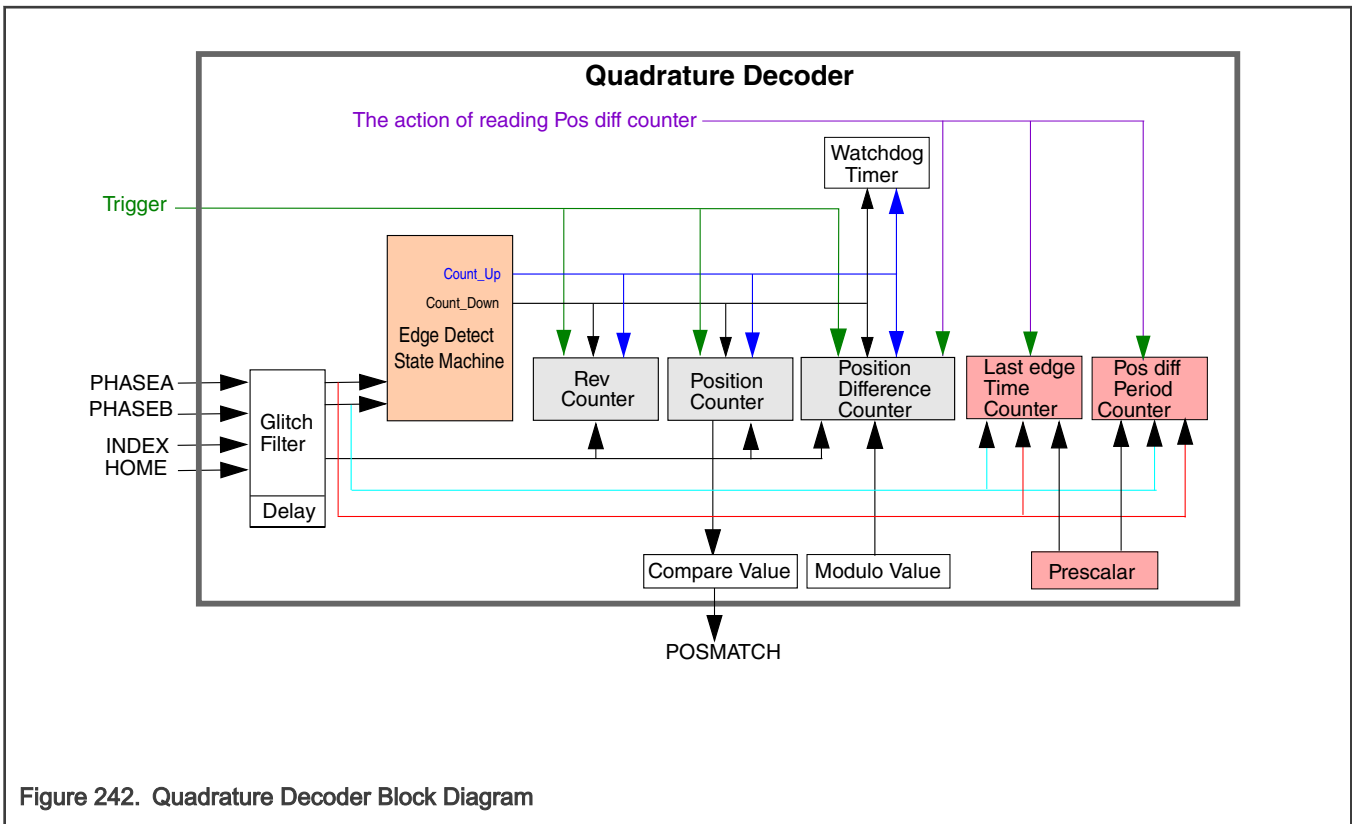 Quadrature Decoder
The action of reading Pos diff counter
Watchdog
Timer
Trigger
Count_Up
Count_Down
Edge Detect
State Machine
PHASEA
PHASEB
INDEX
HOME
Glitch
Filter
Delay
Rev
Counter
Position
Counter
Position
Difference
Counter
Last edge
Time
Counter
Pos diff
Period
Counter
Compare Value
Modulo Value
Prescalar
POSMATCH
Figure 242. Quadrature Decoder Block Diagram